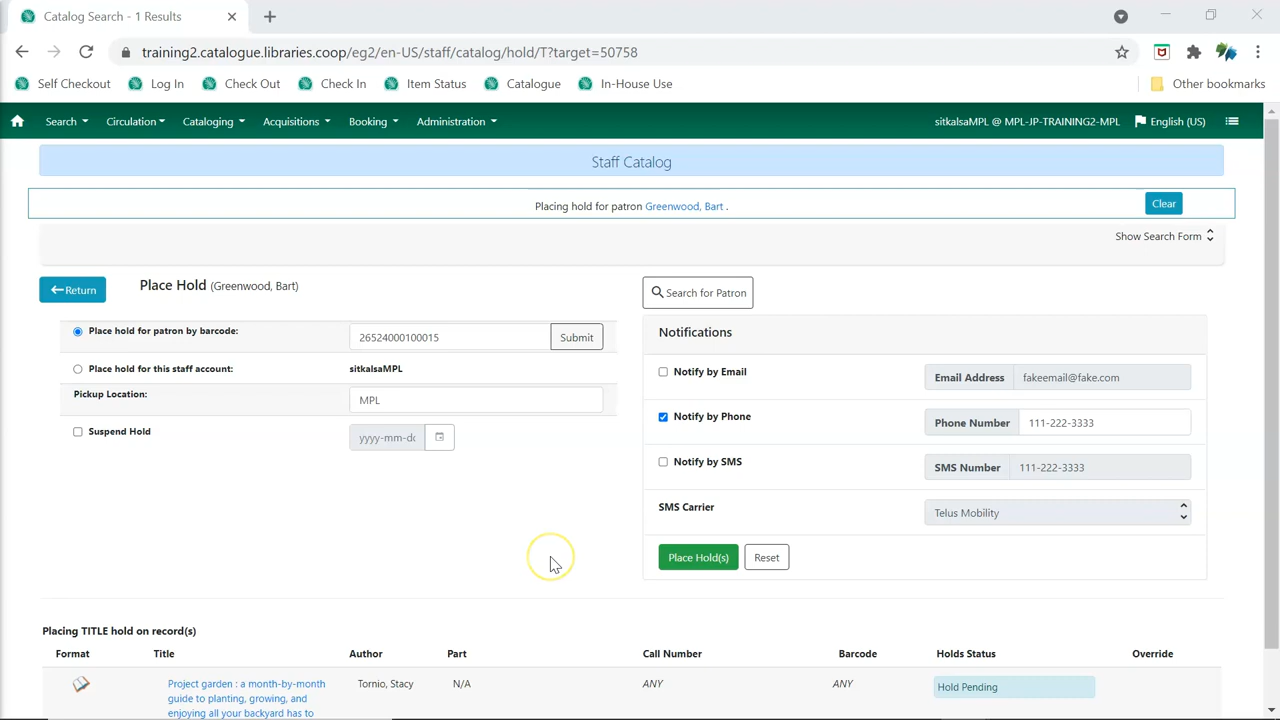 Catalog Search - 1 Results
training2.catalogue.libraries.coop/eg2/en-US/staff/catalog/hold/T?target=50758
Self Checkout Log In Check Out Check In Item Status Catalogue In-House Use Other bookmarks
Search Circulation Cataloging Acquisitions Booking Administration sitkalsaMPL @ MPL-JP-TRAINING2-MPL English (US)
Staff Catalog
Placing hold for patron Greenwood, Bart . Clear
Show Search Form
Return Place Hold (Greenwood, Bart) Search for Patron
Place hold for patron by barcode: 26524000100015 Submit
Place hold for this staff account: sitkalsaMPL
Pickup Location: MPL
Suspend Hold yyyy-mm-dd
Notifications
Notify by Email Email Address fakeemail@fake.com
Notify by Phone Phone Number 111-222-3333
Notify by SMS SMS Number 111-222-3333
SMS Carrier Telus Mobility
Place Hold(s) Reset
Placing TITLE hold on record(s)
Format Title Author Part Call Number Barcode Holds Status Override
Project garden : a month-by-month Tornio, Stacy N/A ANY ANY Hold Pending
guide to planting, growing, and
enjoying all your backyard has to